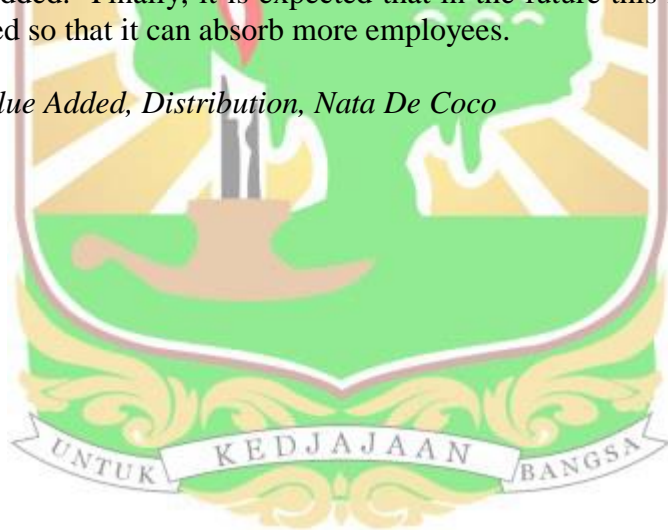 added. Finally, it is expected that in the future this
ed so that it can absorb more employees.
lue Added, Distribution, Nata De Coco
UNTUK KEDJAJAAN BANGSA